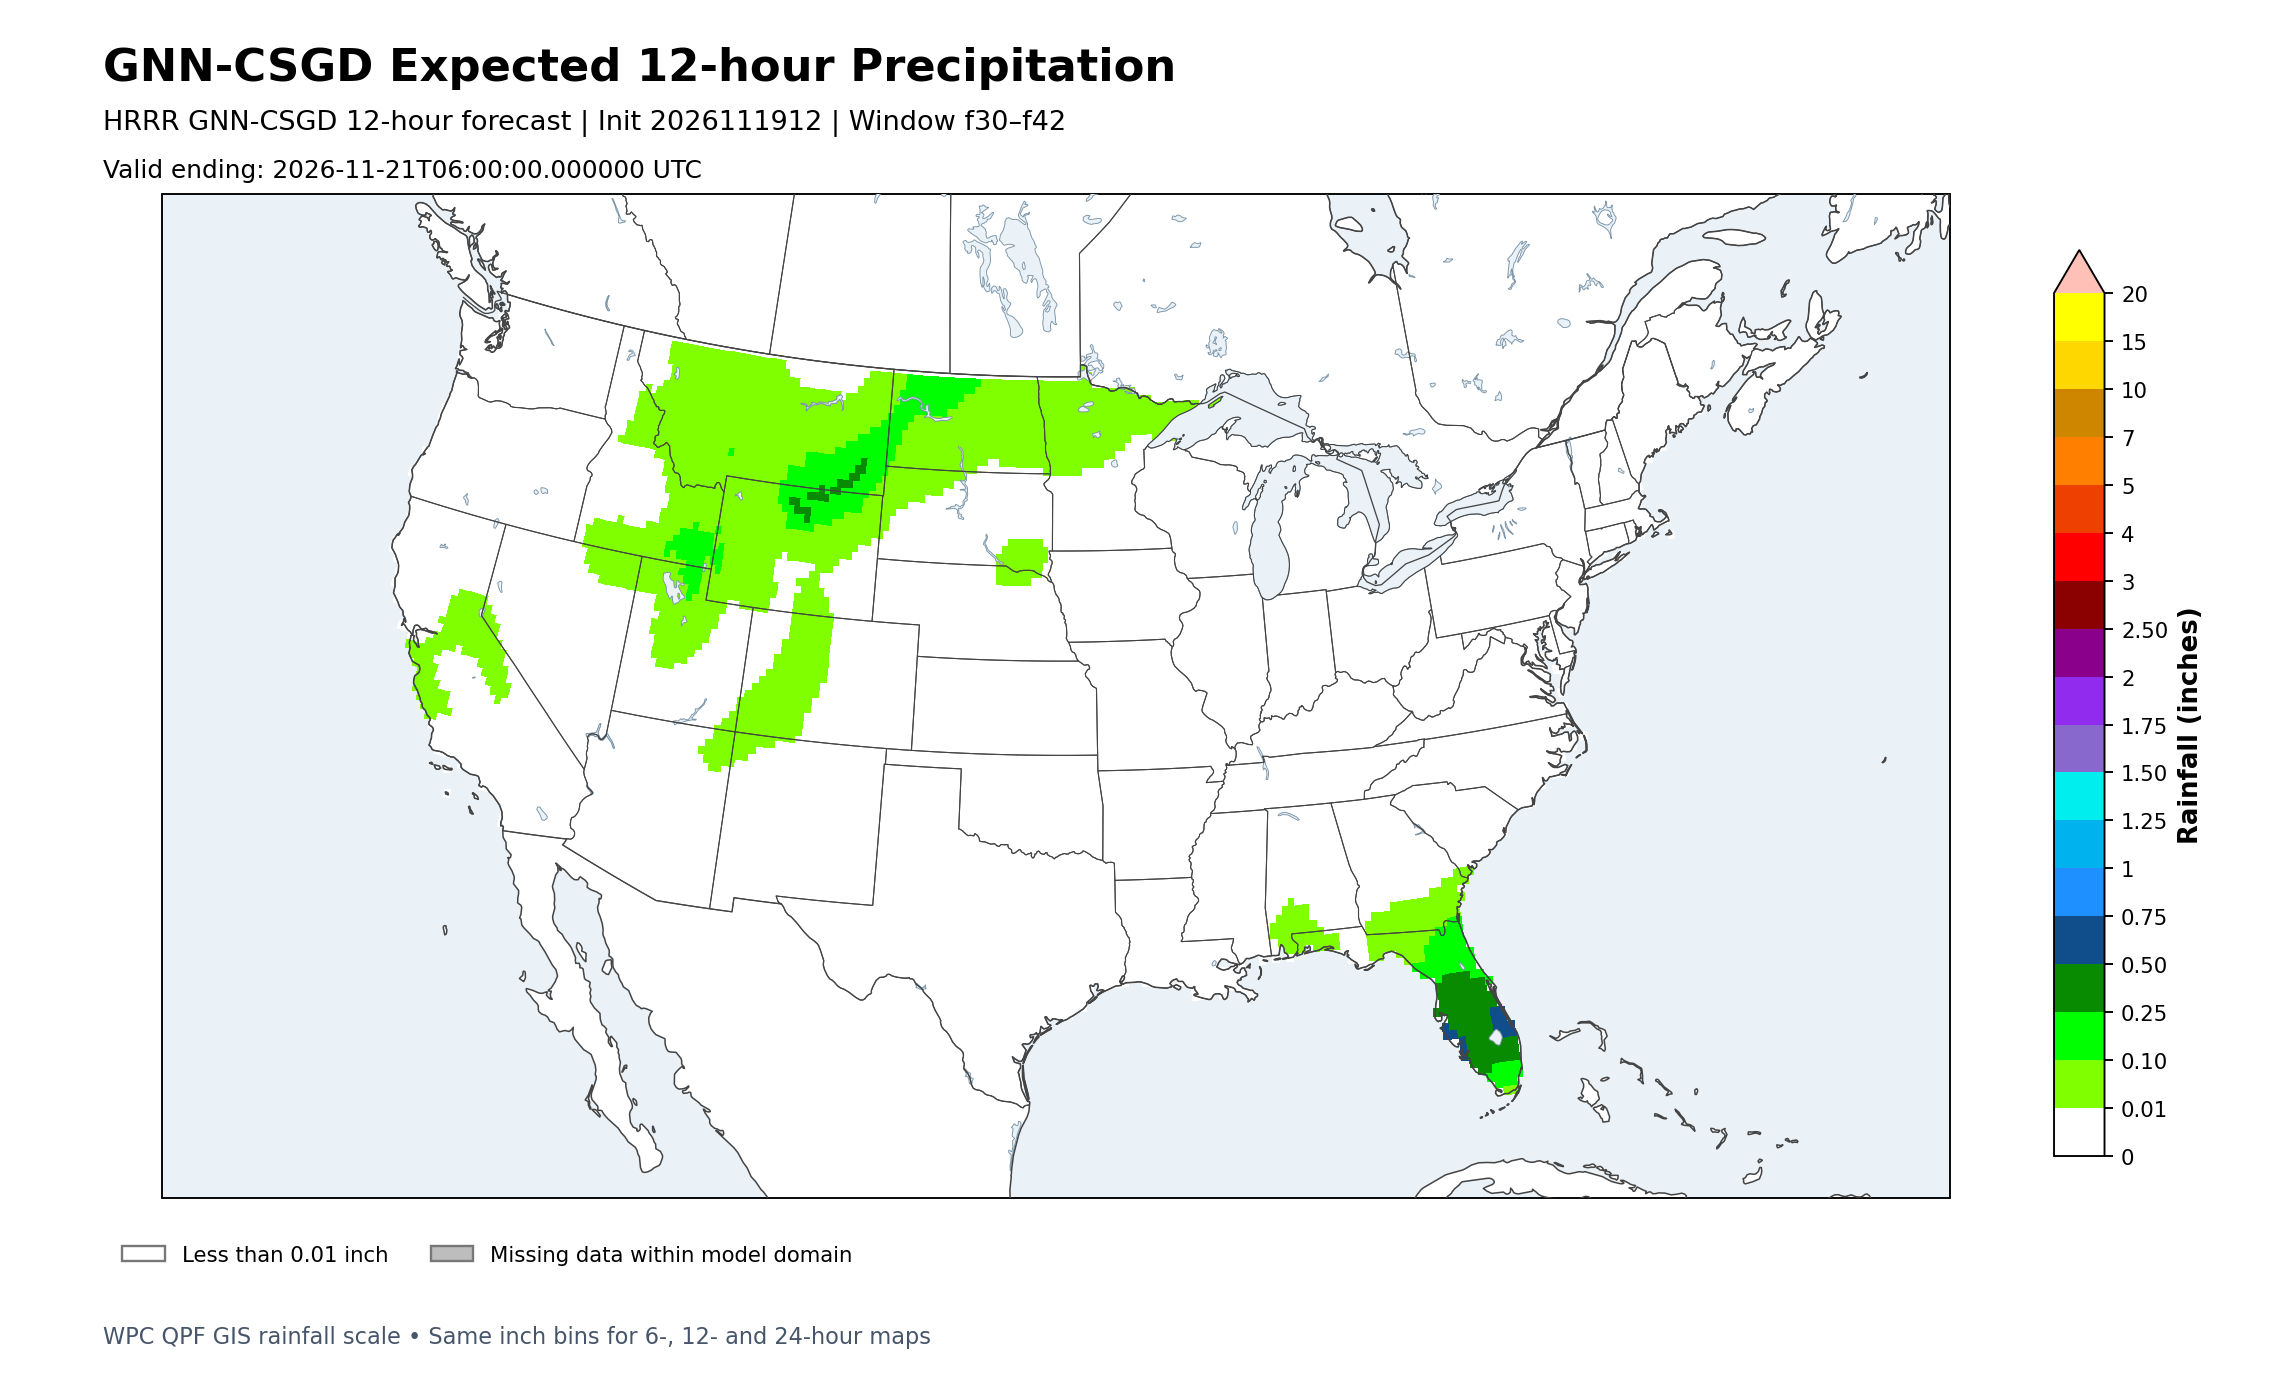 GNN-CSGD Expected 12-hour Precipitation
HRRR GNN-CSGD 12-hour forecast | Init 2026111912 | Window f30–f42
Valid ending: 2026-11-21T06:00:00.000000 UTC
20
15
10
7
5
4
3
2.50
2
1.75
1.50
1.25
1
0.75
0.50
0.25
0.10
0.01
0
Rainfall (inches)
Less than 0.01 inch
Missing data within model domain
WPC QPF GIS rainfall scale • Same inch bins for 6-, 12- and 24-hour maps